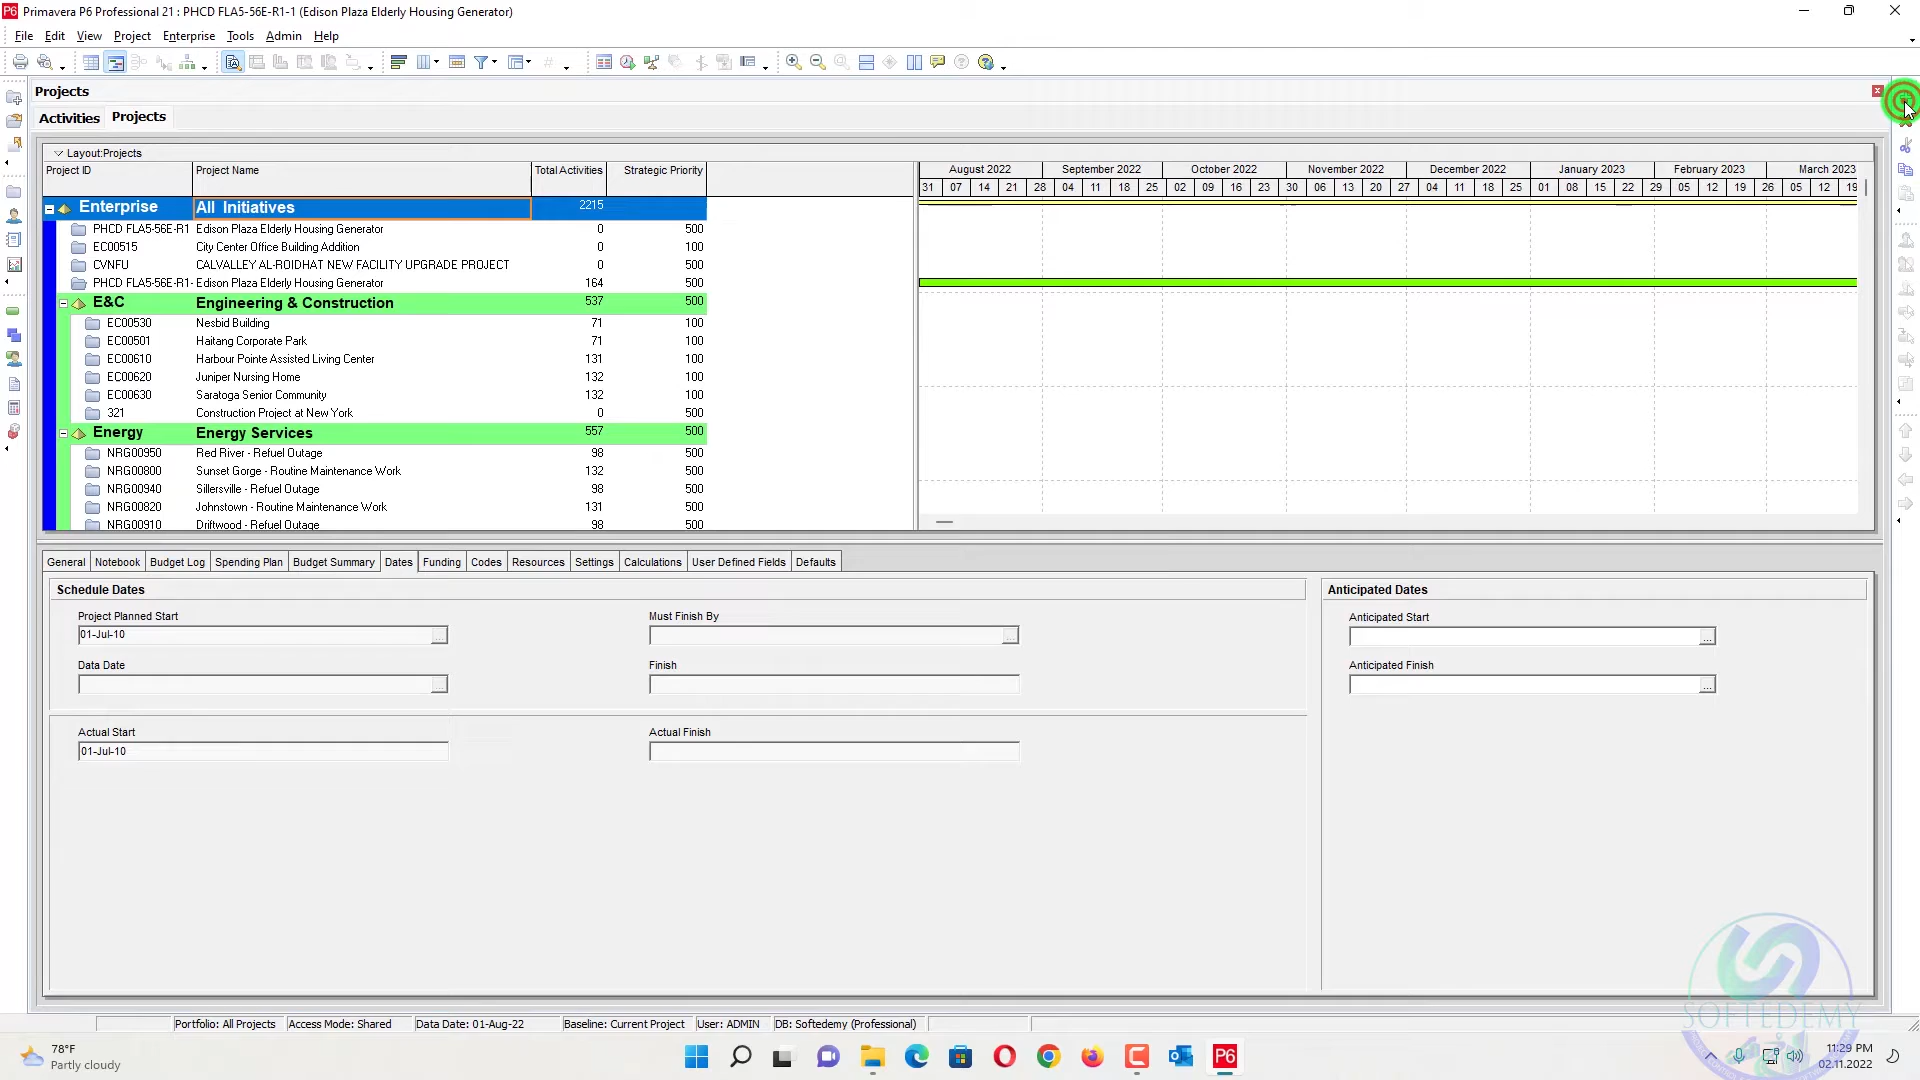 Primavera P6 Professional 21 : PHCD FLA5-56E-R1-1 (Edison Plaza Elderly Housing Generator)
File Edit View Project Enterprise Tools Admin Help
Projects
Activities Projects
Layout:Projects
Project ID Project Name Total Activities Strategic Priority
August 2022 September 2022 October 2022 November 2022 December 2022 January 2023 February 2023 March 2023
31 07 14 21 28 04 11 18 25 02 09 16 23 30 06 13 20 27 04 11 18 25 01 08 15 22 29 05 12 19 26 05 12 19
Enterprise All Initiatives 2215
PHCD FLA5-56E-R1 Edison Plaza Elderly Housing Generator 0 500
EC00515 City Center Office Building Addition 0 100
CVNFU CALVALLEY AL-ROIDHAT NEW FACILITY UPGRADE PROJECT 0 500
PHCD FLA5-56E-R1- Edison Plaza Elderly Housing Generator 164 500
E&C Engineering & Construction 537 500
EC00530 Nesbid Building 71 100
EC00501 Haitang Corporate Park 71 100
EC00610 Harbour Pointe Assisted Living Center 131 100
EC00620 Juniper Nursing Home 132 100
EC00630 Saratoga Senior Community 132 100
321 Construction Project at New York 0 500
Energy Energy Services 557 500
NRG00950 Red River - Refuel Outage 98 500
NRG00800 Sunset Gorge - Routine Maintenance Work 132 500
NRG00940 Sillersville - Refuel Outage 98 500
NRG00820 Johnstown - Routine Maintenance Work 131 500
NRG00910 Driftwood - Refuel Outage 98 500
General Notebook Budget Log Spending Plan Budget Summary Dates Funding Codes Resources Settings Calculations User Defined Fields Defaults
Schedule Dates
Anticipated Dates
Project Planned Start Must Finish By Anticipated Start
01-Jul-10
Data Date Finish Anticipated Finish
Actual Start Actual Finish
01-Jul-10
SOFTEDEMY
Portfolio: All Projects Access Mode: Shared Data Date: 01-Aug-22 Baseline: Current Project User: ADMIN DB: Softedemy (Professional)
78°F
Partly cloudy
P6
11:29 PM
02.11.2022